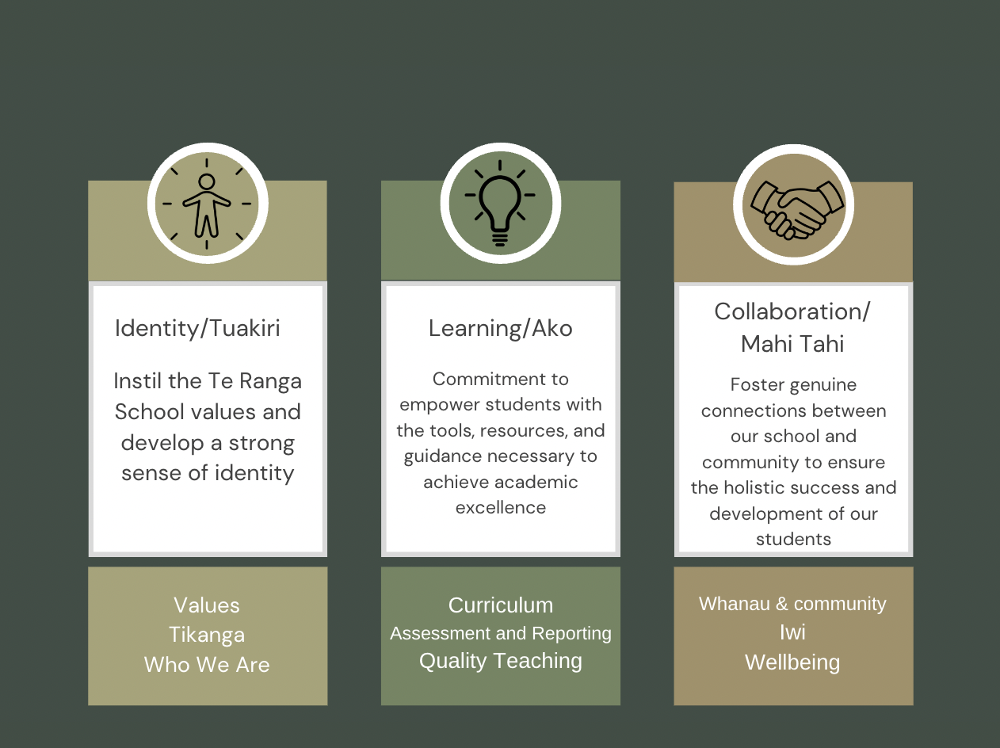 Identity/Tuakiri
Instil the Te Ranga
School values and
develop a strong
sense of identity
Values
Tikanga
Who We Are
Learning/Ako
Commitment to
empower students with
the tools, resources, and
guidance necessary to
achieve academic
excellence
Curriculum
Assessment and Reporting
Quality Teaching
Collaboration/
Mahi Tahi
Foster genuine
connections between
our school and
community to ensure
the holistic success and
development of our
students
Whanau & community
Iwi
Wellbeing